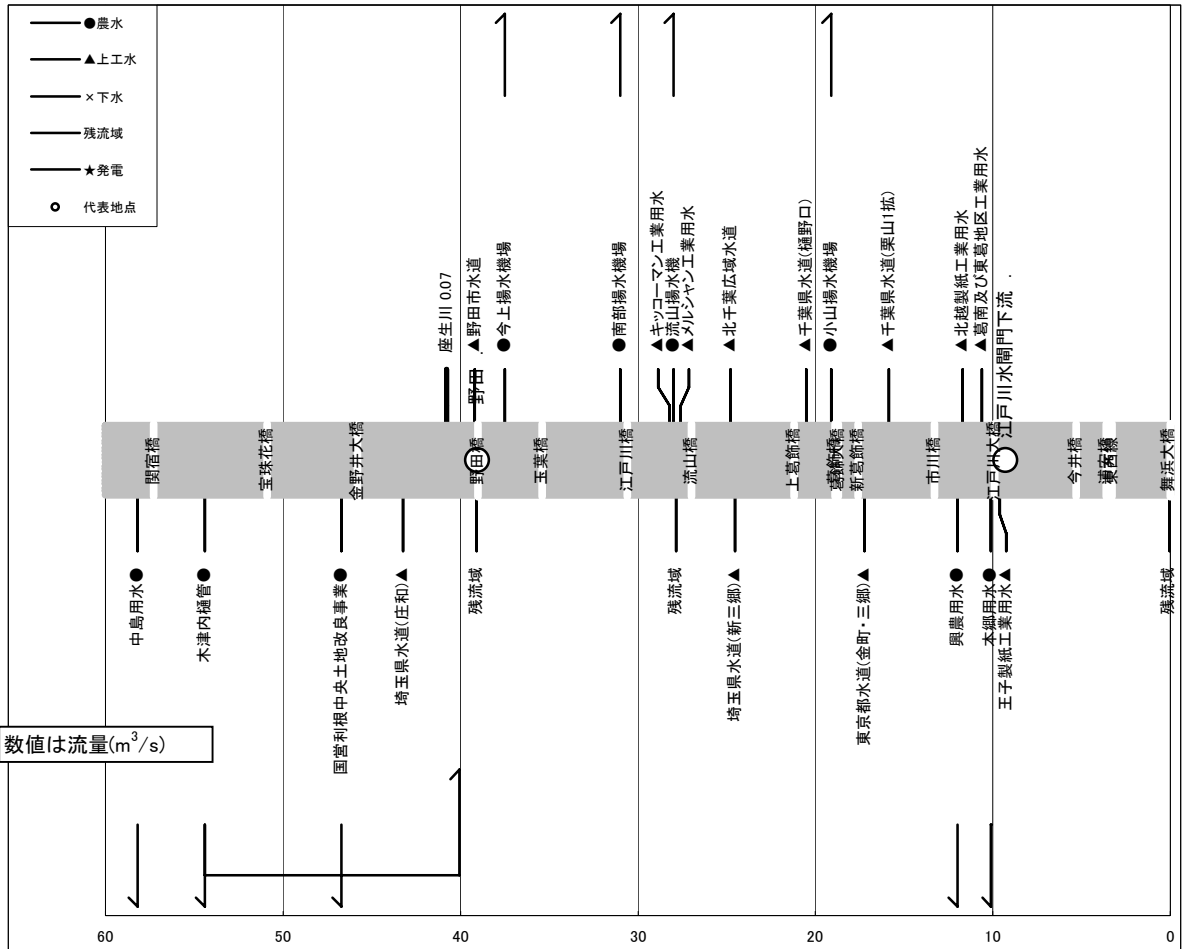 ●農水
▲上工水
×下水
残流域
★発電
代表地点
座生川 0.07
▲野田市水道
野田 .
●今上揚水機場
●南部揚水機場
▲キッコーマン工業用水
●流山揚水機
▲メルシャン工業用水
▲北千葉広域水道
▲千葉県水道(樋野口)
●小山揚水機場
▲千葉県水道(栗山1拡)
▲北越製紙工業用水
▲葛南及び東葛地区工業用水
江戸川水閘門下流 .
関宿橋
宝珠花橋
金野井大橋
野田橋
玉葉橋
江戸川橋
流山橋
上葛飾橋
葛飾橋
葛飾大橋
新葛飾橋
市川橋
江戸川大橋
今井橋
浦安橋
東西線
舞浜大橋
中島用水●
木津内樋管●
国営利根中央土地改良事業●
埼玉県水道(庄和)▲
残流域
残流域
埼玉県水道(新三郷)▲
東京都水道(金町・三郷)▲
興農用水●
本郷用水●
王子製紙工業用水▲
残流域
数値は流量(m³/s)
60
50
40
30
20
10
0